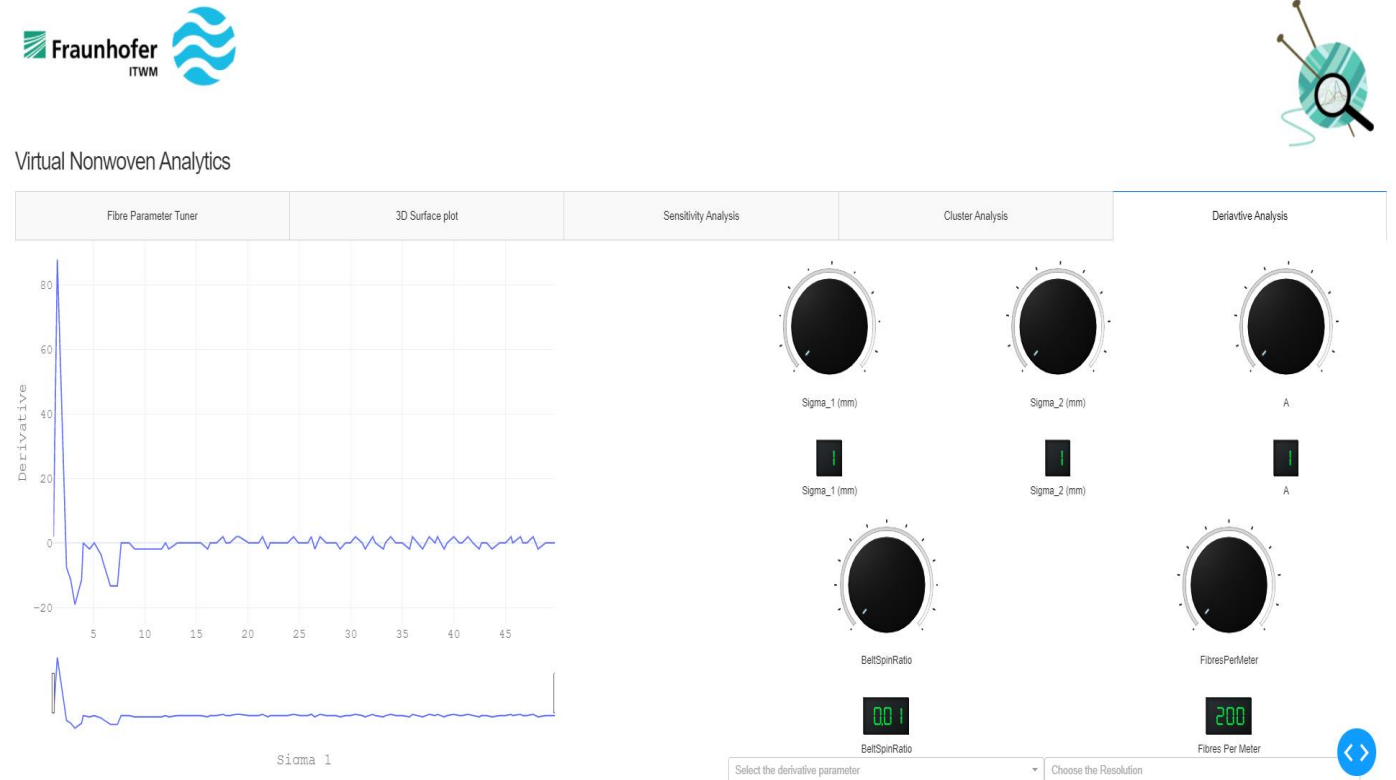 Fraunhofer
ITWM
Virtual Nonwoven Analytics
Fibre Parameter Tuner
3D Surface plot
Sensitivity Analysis
Cluster Analysis
Deriavtive Analysis
Derivative
80
60
40
20
0
−20
5 10 15 20 25 30 35 40 45
Sigma 1
Sigma_1 (mm)
Sigma_2 (mm)
A
1
1
1
Sigma_1 (mm)
Sigma_2 (mm)
A
BeltSpinRatio
FibresPerMeter
0.01
200
BeltSpinRatio
Fibres Per Meter
Select the derivative parameter
Choose the Resolution